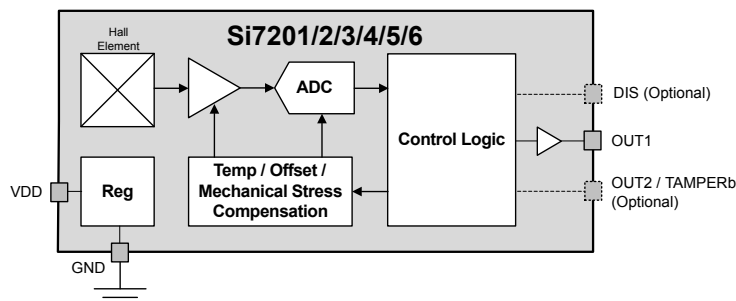 Si7201/2/3/4/5/6
Hall
Element
ADC
Control Logic
DIS (Optional)
OUT1
OUT2 / TAMPERb
(Optional)
Temp / Offset /
Mechanical Stress
Compensation
VDD
Reg
GND